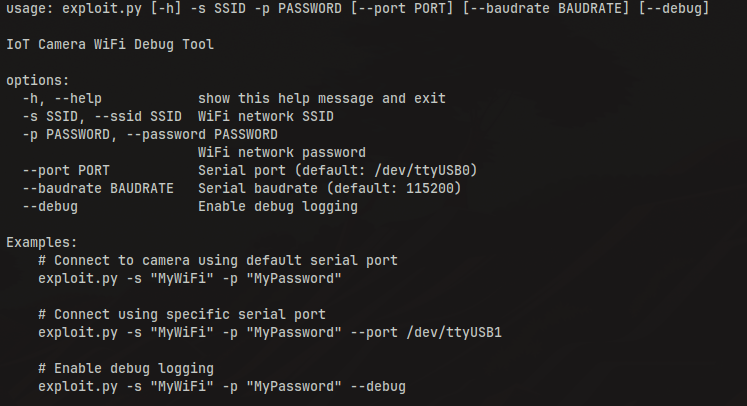 usage: exploit.py [-h] -s SSID -p PASSWORD [--port PORT] [--baudrate BAUDRATE] [--debug]
IoT Camera WiFi Debug Tool
options:
-h, --help show this help message and exit
-s SSID, --ssid SSID WiFi network SSID
-p PASSWORD, --password PASSWORD
WiFi network password
--port PORT Serial port (default: /dev/ttyUSB0)
--baudrate BAUDRATE Serial baudrate (default: 115200)
--debug Enable debug logging
Examples:
# Connect to camera using default serial port
exploit.py -s "MyWiFi" -p "MyPassword"
# Connect using specific serial port
exploit.py -s "MyWiFi" -p "MyPassword" --port /dev/ttyUSB1
# Enable debug logging
exploit.py -s "MyWiFi" -p "MyPassword" --debug